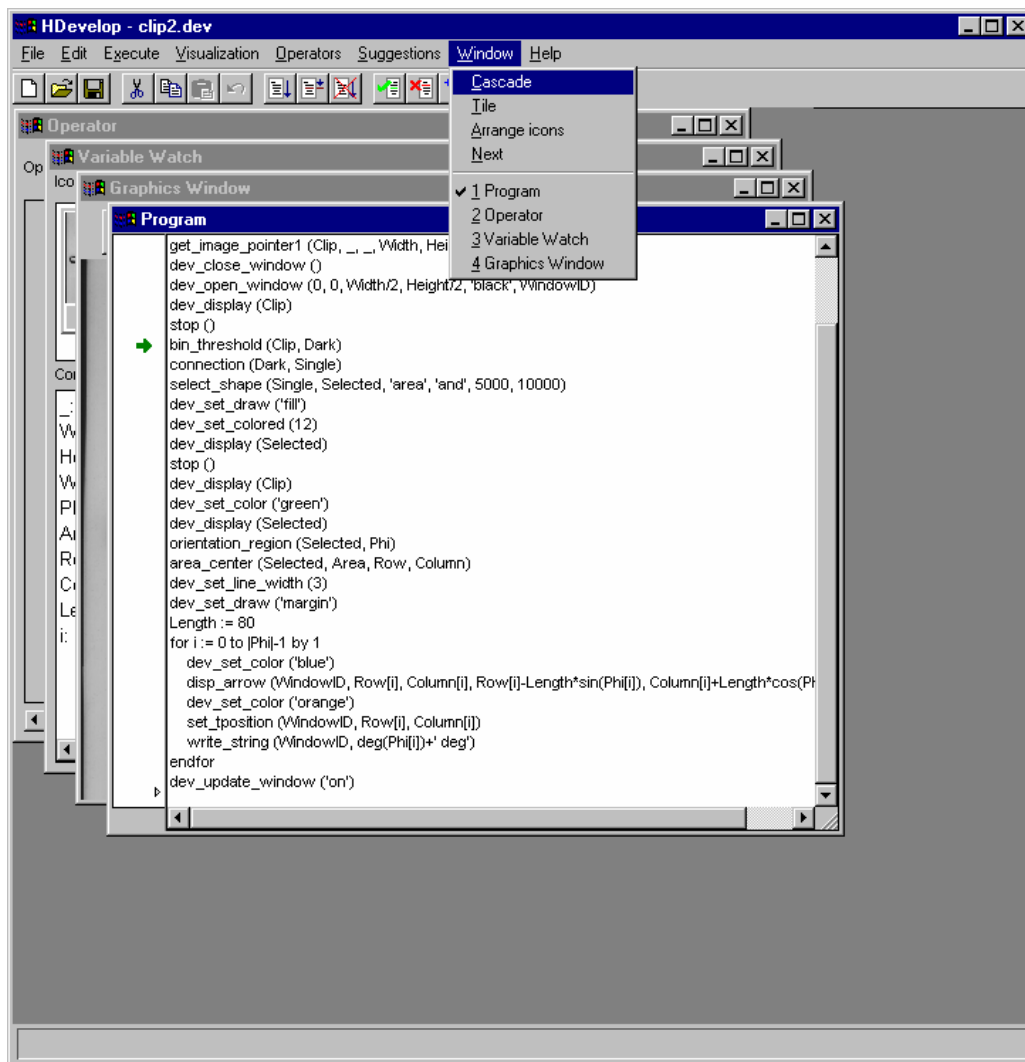 HDevelop - clip2.dev
File Edit Execute Visualization Operators Suggestions Window Help
Cascade
Tile
Arrange icons
Next
1 Program
2 Operator
3 Variable Watch
4 Graphics Window
Operator
Op
Variable Watch
Ico
Graphics Window
Program
get_image_pointer1 (Clip, _, _, Width, Hei
dev_close_window ()
dev_open_window (0, 0, Width/2, Height/2, 'black', WindowID)
dev_display (Clip)
stop ()
bin_threshold (Clip, Dark)
connection (Dark, Single)
select_shape (Single, Selected, 'area', 'and', 5000, 10000)
dev_set_draw ('fill')
dev_set_colored (12)
dev_display (Selected)
stop ()
dev_display (Clip)
dev_set_color ('green')
dev_display (Selected)
orientation_region (Selected, Phi)
area_center (Selected, Area, Row, Column)
dev_set_line_width (3)
dev_set_draw ('margin')
Length := 80
for i := 0 to |Phi|-1 by 1
dev_set_color ('blue')
disp_arrow (WindowID, Row[i], Column[i], Row[i]-Length*sin(Phi[i]), Column[i]+Length*cos(Ph
dev_set_color ('orange')
set_tposition (WindowID, Row[i], Column[i])
write_string (WindowID, deg(Phi[i])+' deg')
endfor
dev_update_window ('on')
_:
i: